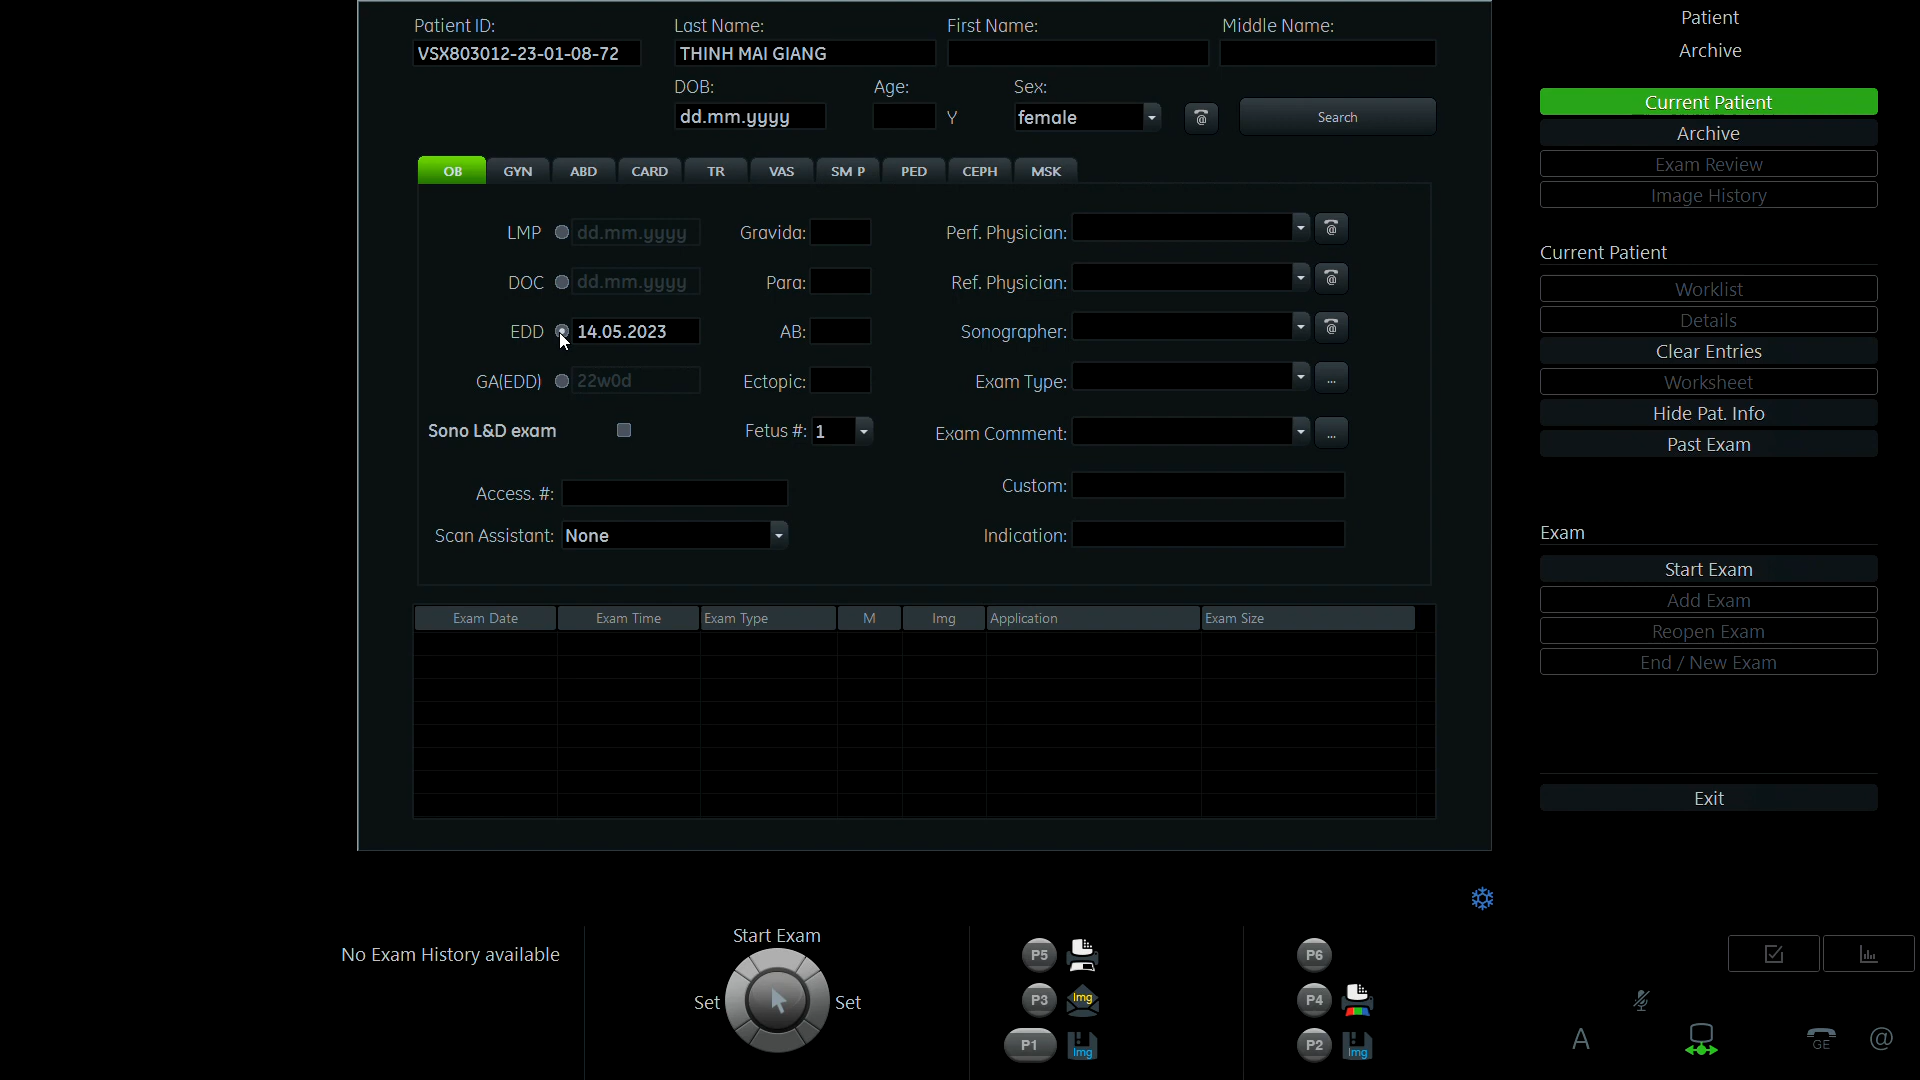 Patient ID: Last Name: First Name: Middle Name:
VSX803012-23-01-08-72 THINH MAI GIANG
DOB: Age: Sex:
dd.mm.yyyy Y female Search
OB GYN ABD CARD TR VAS SM P PED CEPH MSK
LMP dd.mm.yyyy Gravida: Perf. Physician:
DOC dd.mm.yyyy Para: Ref. Physician:
EDD 14.05.2023 AB: Sonographer:
GA(EDD) 22w0d Ectopic: Exam Type: ...
Sono L&D exam Fetus #: 1 Exam Comment: ...
Access. #: Custom:
Scan Assistant: None Indication:
Exam Date Exam Time Exam Type M Img Application Exam Size
Patient
Archive
Current Patient
Archive
Exam Review
Image History
Current Patient
Worklist
Details
Clear Entries
Worksheet
Hide Pat. Info
Past Exam
Exam
Start Exam
Add Exam
Reopen Exam
End / New Exam
Exit
No Exam History available
Start Exam
Set Set
P5 P6
P3 Img P4
P1 Img P2 Img
A GE @